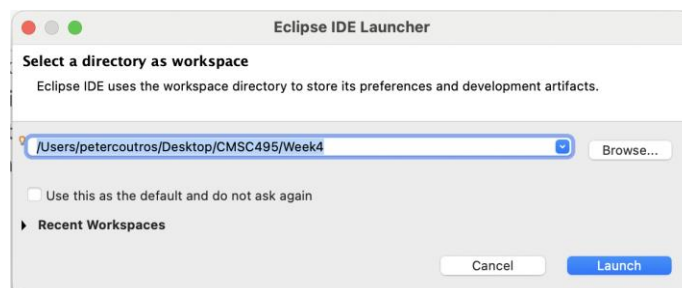 Eclipse IDE Launcher
Select a directory as workspace
Eclipse IDE uses the workspace directory to store its preferences and development artifacts.
/Users/petercoutros/Desktop/CMSC495/Week4
Browse...
Use this as the default and do not ask again
Recent Workspaces
Cancel
Launch